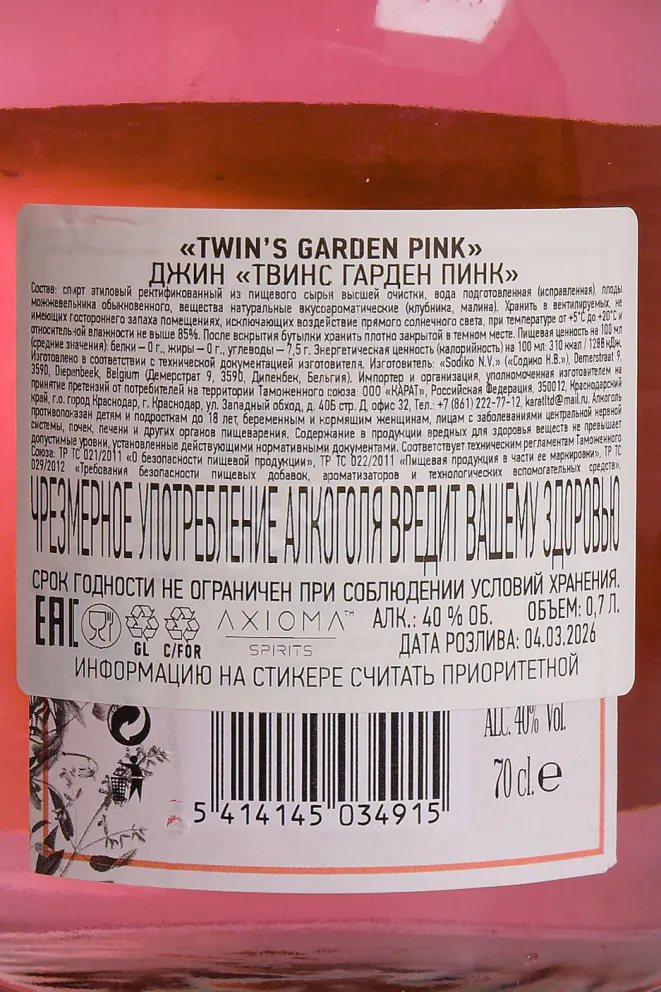 «TWIN'S GARDEN PINK»
ДЖИН «ТВИНС ГАРДЕН ПИНК»
Состав: спирт этиловый ректификованный из пищевого сырья высшей очистки, вода подготовленная (исправленная), плоды
можжевельника обыкновенного, вещества натуральные вкусоароматические (клубника, малина). Хранить в вентилируемых, не
имеющих постороннего запаха помещениях, исключающих воздействие прямого солнечного света, при температуре от +5°С до +20°С и
относительной влажности не выше 85%. После вскрытия бутылки хранить плотно закрытой в темном месте. Пищевая ценность на 100 мл
(средние значения): белки – 0 г., жиры – 0 г., углеводы – 7,5 г. Энергетическая ценность (калорийность) на 100 мл: 310 ккал / 1288 кДж.
Изготовлено в соответствии с технической документацией изготовителя. Изготовитель: «Sodiko N.V.» («Содико Н.В.»), Demerstraat 9,
3590, Diepenbeek, Belgium (Демерстрат 9, 3590, Дипенбек, Бельгия). Импортер и организация, уполномоченная изготовителем на
принятие претензий от потребителей на территории Таможенного союза: ООО «КАРАТ», Российская Федерация, 350012, Краснодарский
край, г.о. город Краснодар, г. Краснодар, ул. Западный обход, д. 40Б стр. Д, офис 32, Тел.: +7 (861) 222-77-12, karatltd@mail.ru. Алкоголь
противопоказан детям и подросткам до 18 лет, беременным и кормящим женщинам, лицам с заболеваниями центральной нервной
системы, почек, печени и других органов пищеварения. Содержание в продукции вредных для здоровья веществ не превышает
допустимые уровни, установленные действующими нормативными документами. Соответствует техническим регламентам Таможенного
Союза: ТР ТС 021/2011 «О безопасности пищевой продукции», ТР ТС 022/2011 «Пищевая продукция в части ее маркировки», ТР ТС
029/2012 «Требования безопасности пищевых добавок, ароматизаторов и технологических вспомогательных средств».
ЧРЕЗМЕРНОЕ УПОТРЕБЛЕНИЕ АЛКОГОЛЯ ВРЕДИТ ВАШЕМУ ЗДОРОВЬЮ
СРОК ГОДНОСТИ НЕ ОГРАНИЧЕН ПРИ СОБЛЮДЕНИИ УСЛОВИЙ ХРАНЕНИЯ.
EAC GL C/FOR AXIOMA™ SPIRITS АЛК.: 40 % ОБ. ОБЪЕМ: 0,7 Л.
ДАТА РОЗЛИВА: 04.03.2026
ИНФОРМАЦИЮ НА СТИКЕРЕ СЧИТАТЬ ПРИОРИТЕТНОЙ
ALC. 40% Vol.
70 cl. e
5 414145 034915